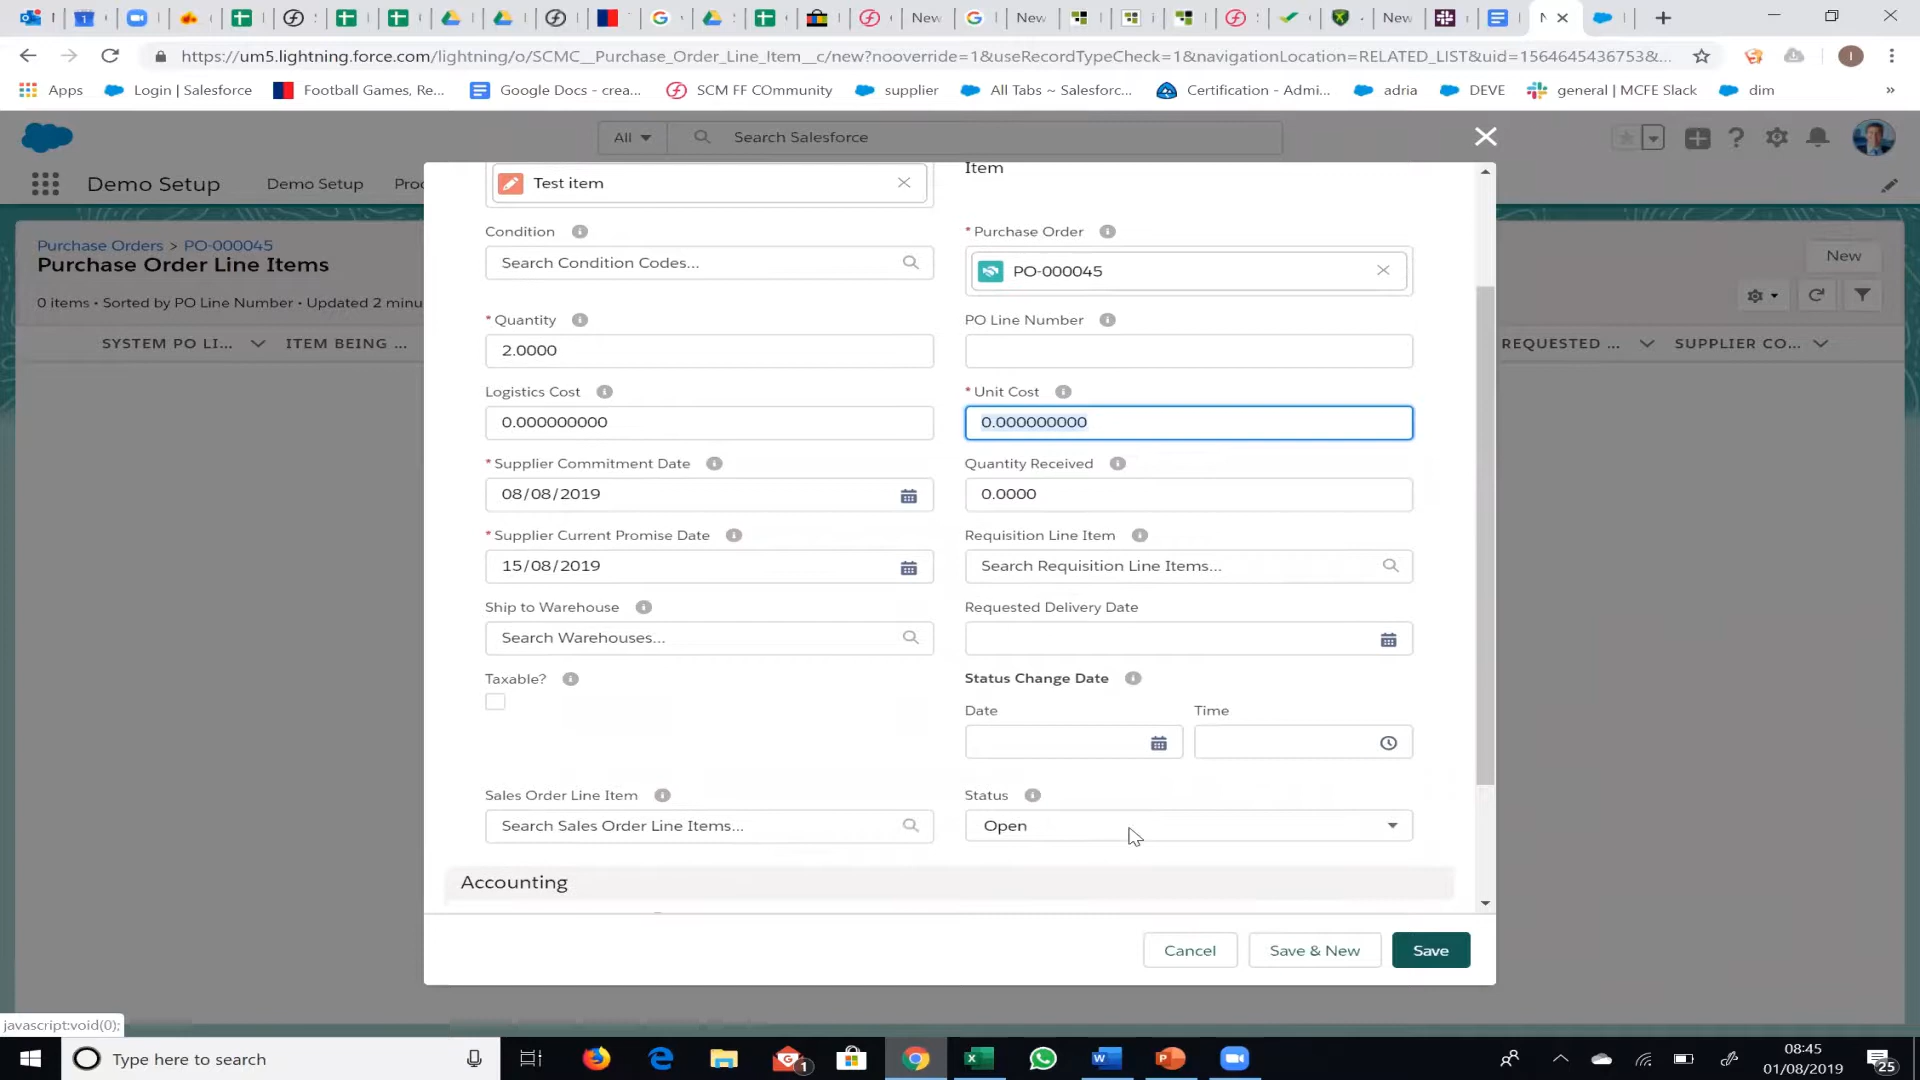 New
New
New
N
https://um5.lightning.force.com/lightning/o/SCMC__Purchase_Order_Line_Item__c/new?nooverride=1&useRecordTypeCheck=1&navigationLocation=RELATED_LIST&uid=1564645436753&...
Apps
Login | Salesforce
Football Games, Re...
Google Docs - crea...
SCM FF COmmunity
supplier
All Tabs ~ Salesforc...
Certification - Admi...
adria
DEVE
general | MCFE Slack
dim
»
All
Search Salesforce
Demo Setup
Demo Setup
Proc
Purchase Orders > PO-000045
Purchase Order Line Items
0 items • Sorted by PO Line Number • Updated 2 minu
New
SYSTEM PO LI...
ITEM BEING ...
REQUESTED ...
SUPPLIER CO...
Item
Test item
Condition
Search Condition Codes...
* Purchase Order
PO-000045
* Quantity
2.0000
PO Line Number
Logistics Cost
0.000000000
* Unit Cost
0.000000000
* Supplier Commitment Date
08/08/2019
Quantity Received
0.0000
* Supplier Current Promise Date
15/08/2019
Requisition Line Item
Search Requisition Line Items...
Ship to Warehouse
Search Warehouses...
Requested Delivery Date
Taxable?
Status Change Date
Date
Time
Sales Order Line Item
Search Sales Order Line Items...
Status
Open
Accounting
Cancel
Save & New
Save
javascript:void(0);
Type here to search
1
08:45
01/08/2019
25